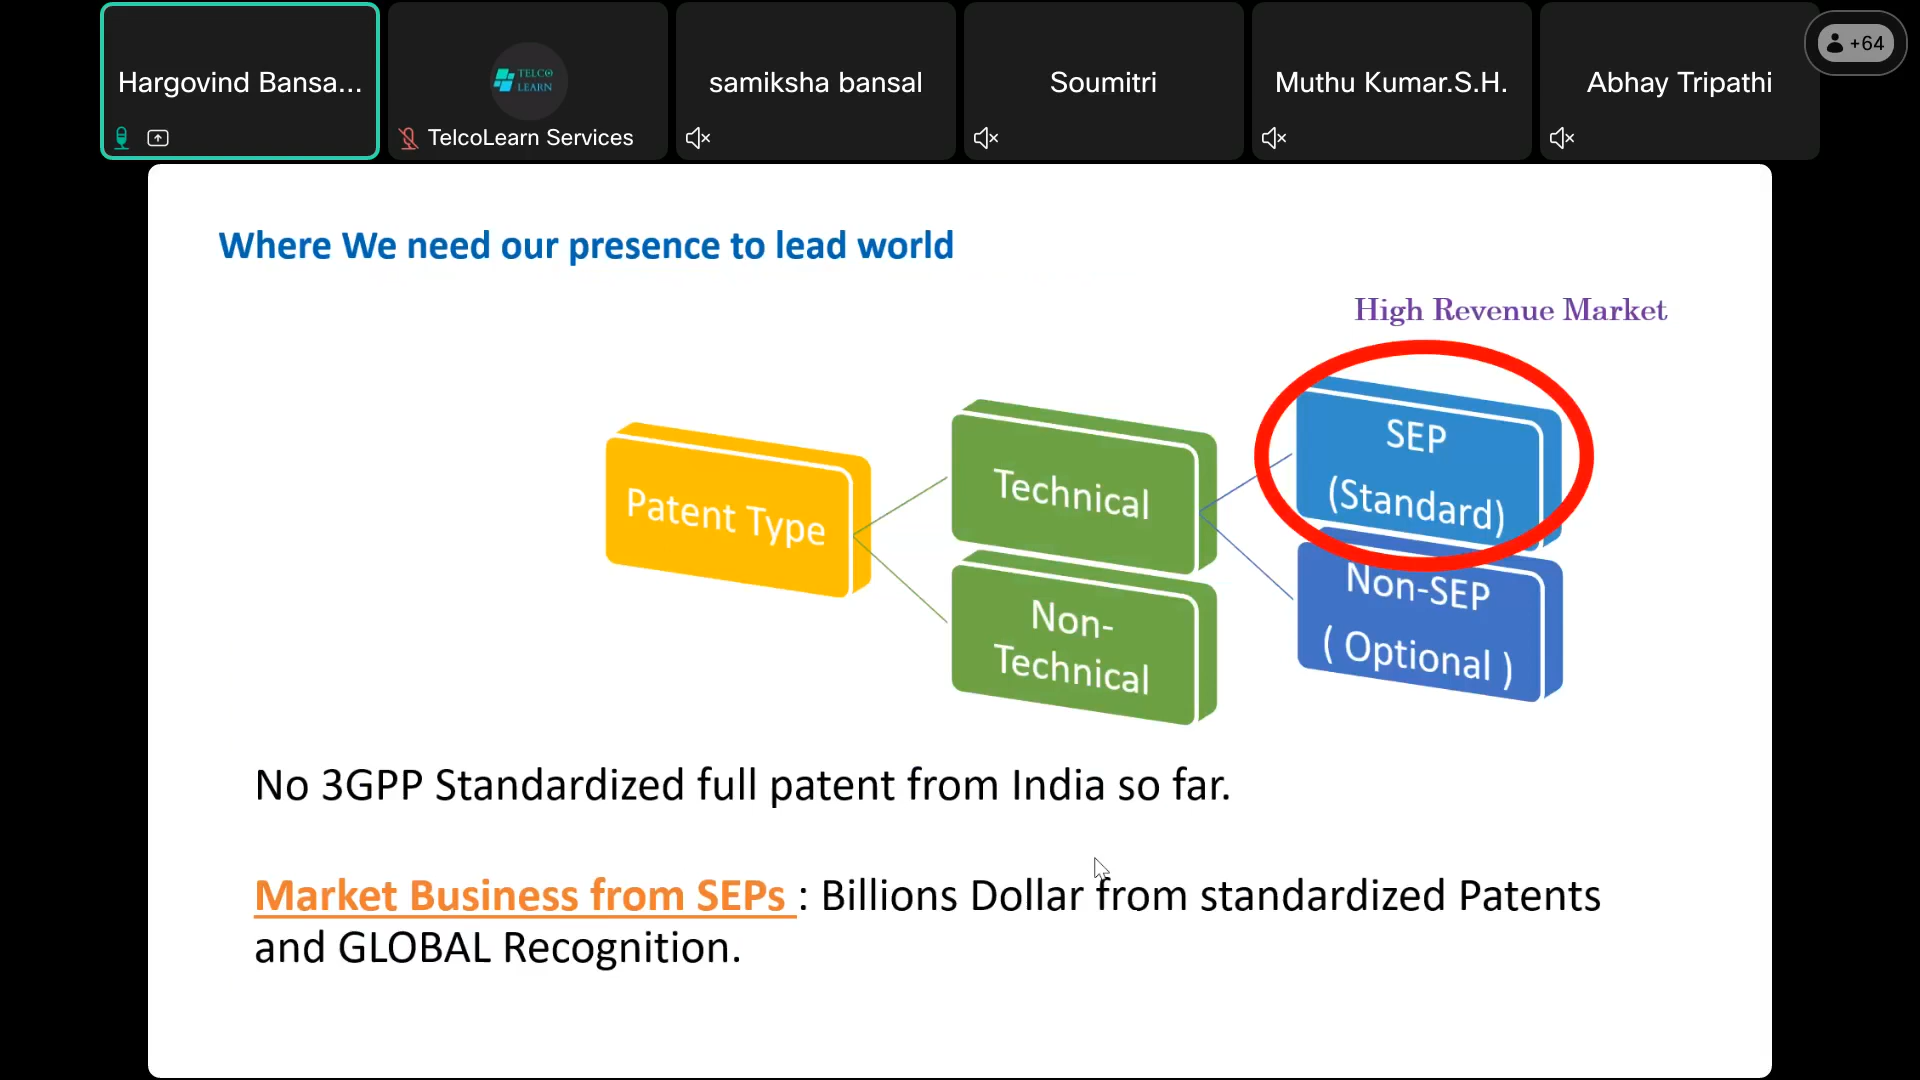 Hargovind Bansa...
TELCO
LEARN
TelcoLearn Services
samiksha bansal
Soumitri
Muthu Kumar.S.H.
Abhay Tripathi
+64
Where We need our presence to lead world
High Revenue Market
Patent Type
Technical
Non-
Technical
SEP
(Standard)
Non-SEP
( Optional )
No 3GPP Standardized full patent from India so far.
Market Business from SEPs : Billions Dollar from standardized Patents
and GLOBAL Recognition.